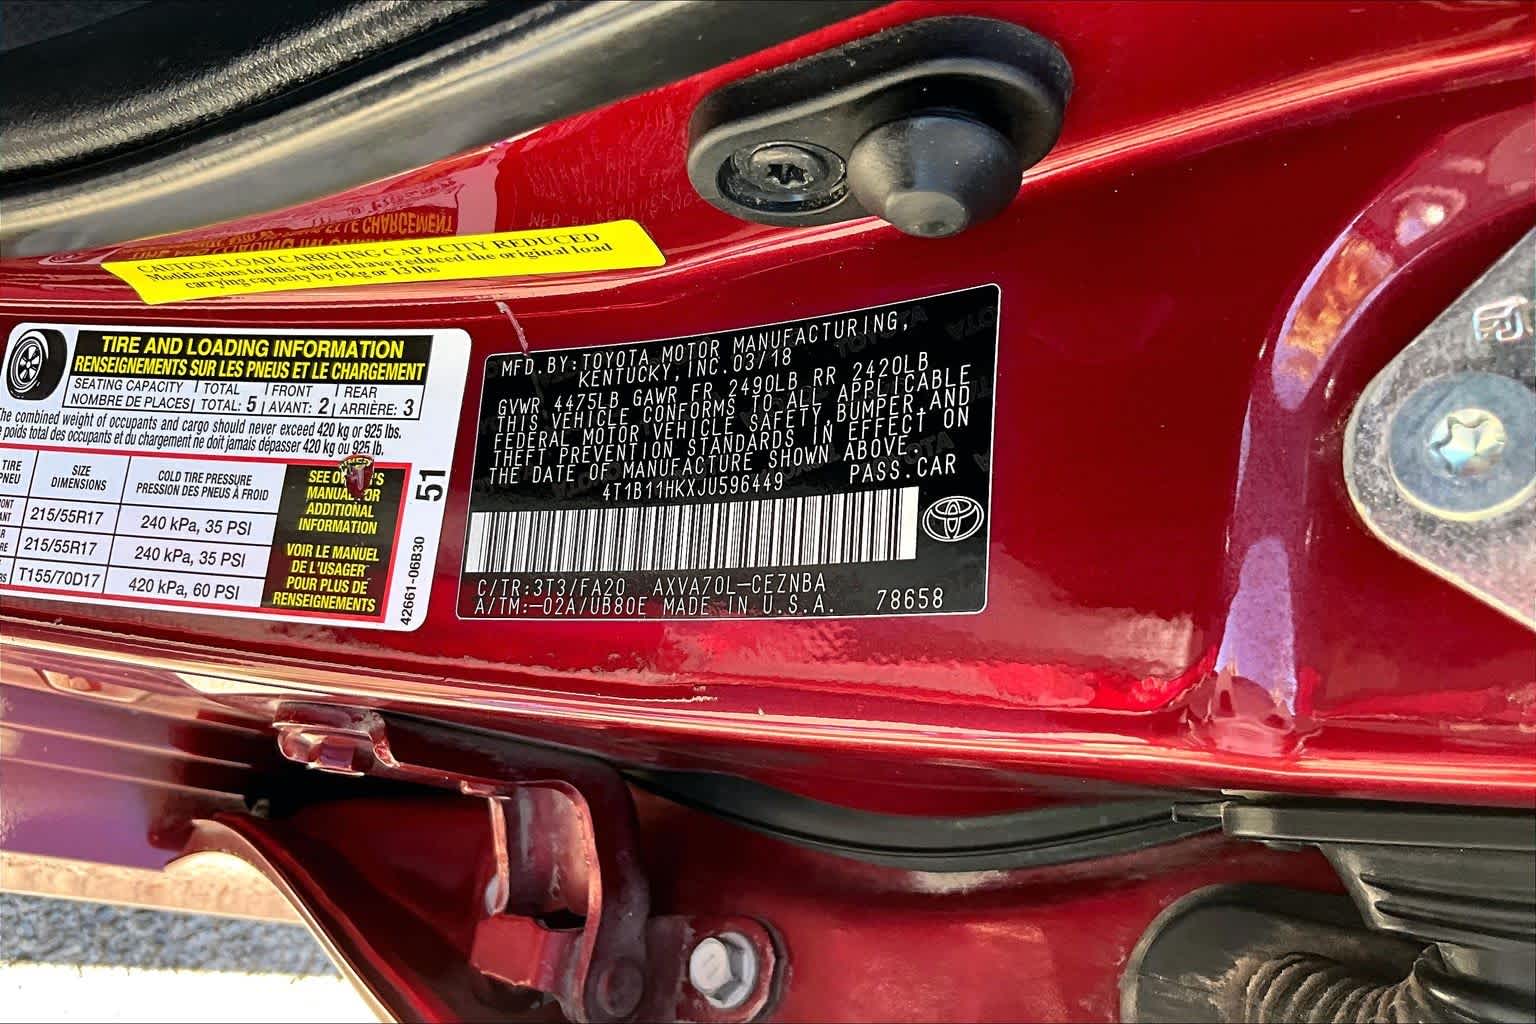 CAUTION: LOAD CARRYING CAPACITY REDUCED
Modifications to this vehicle have reduced the original load
carrying capacity by 6 kg or 13 lbs
TIRE AND LOADING INFORMATION
RENSEIGNEMENTS SUR LES PNEUS ET LE CHARGEMENT
SEATING CAPACITY TOTAL FRONT REAR
NOMBRE DE PLACES TOTAL: 5 AVANT: 2 ARRIÈRE: 3
The combined weight of occupants and cargo should never exceed 420 kg or 925 lbs.
poids total des occupants et du chargement ne doit jamais dépasser 420 kg ou 925 lb.
TIRE SIZE COLD TIRE PRESSURE
PNEU DIMENSIONS PRESSION DES PNEUS À FROID
215/55R17 240 kPa, 35 PSI
215/55R17 240 kPa, 35 PSI
T155/70D17 420 kPa, 60 PSI
SEE
MANUAL FOR
ADDITIONAL
INFORMATION
VOIR LE MANUEL
DE L'USAGER
POUR PLUS DE
RENSEIGNEMENTS
51
42661-06B30
MFD.BY:TOYOTA MOTOR MANUFACTURING,
KENTUCKY, INC.03/18
GVWR 4475LB GAWR FR 2490LB RR 2420LB
THIS VEHICLE CONFORMS TO ALL APPLICABLE
FEDERAL MOTOR VEHICLE SAFETY,BUMPER,AND
THEFT PREVENTION STANDARDS IN EFFECT ON
THE DATE OF MANUFACTURE SHOWN ABOVE.
4T1B11HKXJU596449 PASS.CAR
C/TR:3T3/FA20 AXVA70L-CEZNBA
A/TM:-02A/UB80E MADE IN U.S.A. 78658